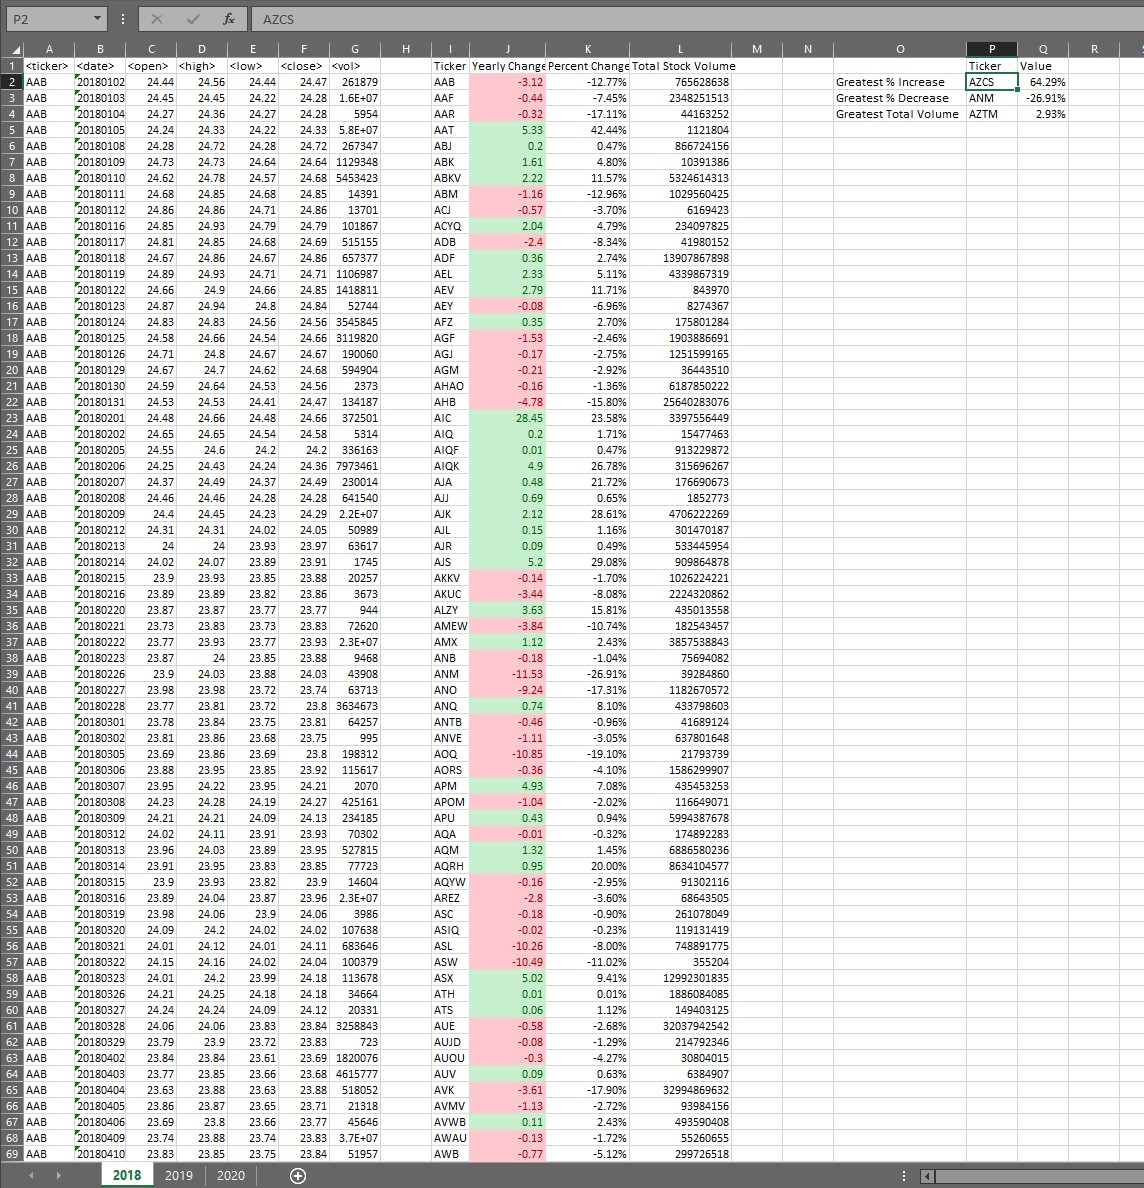 P2 fx AZCS
A B C D E F G H I J K L M N O P Q R
1 <ticker> <date> <open> <high> <low> <close> <vol> Ticker Yearly Change Percent Change Total Stock Volume Ticker Value
2 AAB 20180102 24.44 24.56 24.44 24.47 261879 AAB -3.12 -12.77% 765628638 Greatest % Increase AZCS 64.29%
3 AAB 20180103 24.45 24.45 24.22 24.28 1.6E+07 AAF -0.44 -7.45% 2348251513 Greatest % Decrease ANM -26.91%
4 AAB 20180104 24.27 24.36 24.27 24.28 5954 AAR -0.32 -17.11% 44163252 Greatest Total Volume AZTM 2.93%
5 AAB 20180105 24.24 24.33 24.22 24.33 5.8E+07 AAT 5.33 42.44% 1121804
6 AAB 20180108 24.28 24.72 24.28 24.72 267347 ABJ 0.2 0.47% 866724156
7 AAB 20180109 24.73 24.73 24.64 24.64 1129348 ABK 1.61 4.80% 10391386
8 AAB 20180110 24.62 24.78 24.57 24.68 5453423 ABKV 2.22 11.57% 5324614313
9 AAB 20180111 24.68 24.85 24.68 24.85 14391 ABM -1.16 -12.96% 1029560425
10 AAB 20180112 24.86 24.86 24.71 24.86 13701 ACJ -0.57 -3.70% 6169423
11 AAB 20180116 24.85 24.93 24.79 24.79 101867 ACYQ 2.04 4.79% 234097825
12 AAB 20180117 24.81 24.85 24.68 24.69 515155 ADB -2.4 -8.34% 41980152
13 AAB 20180118 24.67 24.86 24.67 24.86 657377 ADF 0.36 2.74% 13907867898
14 AAB 20180119 24.89 24.93 24.71 24.71 1106987 AEL 2.33 5.11% 4339867319
15 AAB 20180122 24.66 24.9 24.66 24.85 1418811 AEV 2.79 11.71% 843970
16 AAB 20180123 24.87 24.94 24.8 24.84 52744 AEY -0.08 -6.96% 8274367
17 AAB 20180124 24.83 24.83 24.56 24.56 3545845 AFZ 0.35 2.70% 175801284
18 AAB 20180125 24.58 24.66 24.54 24.66 3119820 AGF -1.53 -2.46% 1903886691
19 AAB 20180126 24.71 24.8 24.67 24.67 190060 AGJ -0.17 -2.75% 1251599165
20 AAB 20180129 24.67 24.7 24.62 24.68 594904 AGM -0.21 -2.92% 36443510
21 AAB 20180130 24.59 24.64 24.53 24.56 2373 AHAO -0.16 -1.36% 6187850222
22 AAB 20180131 24.53 24.53 24.41 24.47 134187 AHB -4.78 -15.80% 25640283076
23 AAB 20180201 24.48 24.66 24.48 24.66 372501 AIC 28.45 23.58% 3397556449
24 AAB 20180202 24.65 24.65 24.54 24.58 5314 AIQ 0.2 1.71% 15477463
25 AAB 20180205 24.55 24.6 24.2 24.2 336163 AIQF 0.01 0.47% 913229872
26 AAB 20180206 24.25 24.43 24.24 24.36 7973461 AIQK 4.9 26.78% 315696267
27 AAB 20180207 24.37 24.49 24.37 24.49 230014 AJA 0.48 21.72% 176690673
28 AAB 20180208 24.46 24.46 24.28 24.28 641540 AJJ 0.69 0.65% 1852773
29 AAB 20180209 24.4 24.45 24.23 24.29 2.2E+07 AJK 2.12 28.61% 4706222269
30 AAB 20180212 24.31 24.31 24.02 24.05 50989 AJL 0.15 1.16% 301470187
31 AAB 20180213 24 24 23.93 23.97 63617 AJR 0.09 0.49% 533445954
32 AAB 20180214 24.02 24.07 23.89 23.91 1745 AJS 5.2 29.08% 909864878
33 AAB 20180215 23.9 23.93 23.85 23.88 20257 AKKV -0.14 -1.70% 1026224221
34 AAB 20180216 23.89 23.89 23.82 23.86 3673 AKUC -3.44 -8.08% 2224320862
35 AAB 20180220 23.87 23.87 23.77 23.77 944 ALZY 3.63 15.81% 435013558
36 AAB 20180221 23.73 23.83 23.73 23.83 72620 AMEW -3.84 -10.74% 182543457
37 AAB 20180222 23.77 23.93 23.77 23.93 2.3E+07 AMX 1.12 2.43% 3857538843
38 AAB 20180223 23.87 24 23.85 23.88 9468 ANB -0.18 -1.04% 75694082
39 AAB 20180226 23.9 24.03 23.88 24.03 43908 ANM -11.53 -26.91% 39284860
40 AAB 20180227 23.98 23.98 23.72 23.74 63713 ANO -9.24 -17.31% 1182670572
41 AAB 20180228 23.77 23.81 23.72 23.8 3634673 ANQ 0.74 8.10% 433798603
42 AAB 20180301 23.78 23.84 23.75 23.81 64257 ANTB -0.46 -0.96% 41689124
43 AAB 20180302 23.81 23.86 23.68 23.75 995 ANVE -1.11 -3.05% 637801648
44 AAB 20180305 23.69 23.86 23.69 23.8 198312 AOQ -10.85 -19.10% 21793739
45 AAB 20180306 23.88 23.95 23.85 23.92 115617 AORS -0.36 -4.10% 1586299907
46 AAB 20180307 23.95 24.22 23.95 24.21 2070 APM 4.93 7.08% 435453253
47 AAB 20180308 24.23 24.28 24.19 24.27 425161 APOM -1.04 -2.02% 116649071
48 AAB 20180309 24.21 24.21 24.09 24.13 234185 APU 0.43 0.94% 5994387678
49 AAB 20180312 24.02 24.11 23.91 23.93 70302 AQA -0.01 -0.32% 174892283
50 AAB 20180313 23.96 24.03 23.89 23.95 527815 AQM 1.32 1.45% 6886580236
51 AAB 20180314 23.91 23.95 23.83 23.85 77723 AQRH 0.95 20.00% 8634104577
52 AAB 20180315 23.9 23.93 23.82 23.9 14604 AQYW -0.16 -2.95% 91302116
53 AAB 20180316 23.89 24.04 23.87 23.96 2.3E+07 AREZ -2.8 -3.60% 68643505
54 AAB 20180319 23.98 24.06 23.9 24.06 3986 ASC -0.18 -0.90% 261078049
55 AAB 20180320 24.09 24.2 24.02 24.02 107638 ASIQ -0.02 -0.23% 119131419
56 AAB 20180321 24.01 24.12 24.01 24.11 683646 ASL -10.26 -8.00% 748891775
57 AAB 20180322 24.15 24.16 24.02 24.04 100379 ASW -10.49 -11.02% 355204
58 AAB 20180323 24.01 24.2 23.99 24.18 113678 ASX 5.02 9.41% 12992301835
59 AAB 20180326 24.21 24.25 24.18 24.18 34664 ATH 0.01 0.01% 1886084085
60 AAB 20180327 24.24 24.24 24.09 24.12 20331 ATS 0.06 1.12% 149403125
61 AAB 20180328 24.06 24.06 23.83 23.84 3258843 AUE -0.58 -2.68% 32037942542
62 AAB 20180329 23.79 23.9 23.72 23.83 723 AUJD -0.08 -1.29% 214792346
63 AAB 20180402 23.84 23.84 23.61 23.69 1820076 AUOU -0.3 -4.27% 30804015
64 AAB 20180403 23.77 23.85 23.66 23.68 4615777 AUV 0.09 0.63% 6384907
65 AAB 20180404 23.63 23.88 23.63 23.88 518052 AVK -3.61 -17.90% 32994869632
66 AAB 20180405 23.86 23.87 23.65 23.71 21318 AVMV -1.13 -2.72% 93984156
67 AAB 20180406 23.69 23.8 23.66 23.77 45646 AVWB 0.11 2.43% 493590408
68 AAB 20180409 23.74 23.88 23.74 23.83 3.7E+07 AWAU -0.13 -1.72% 55260655
69 AAB 20180410 23.83 23.85 23.75 23.84 51957 AWB -0.77 -5.12% 299726518
2018 2019 2020